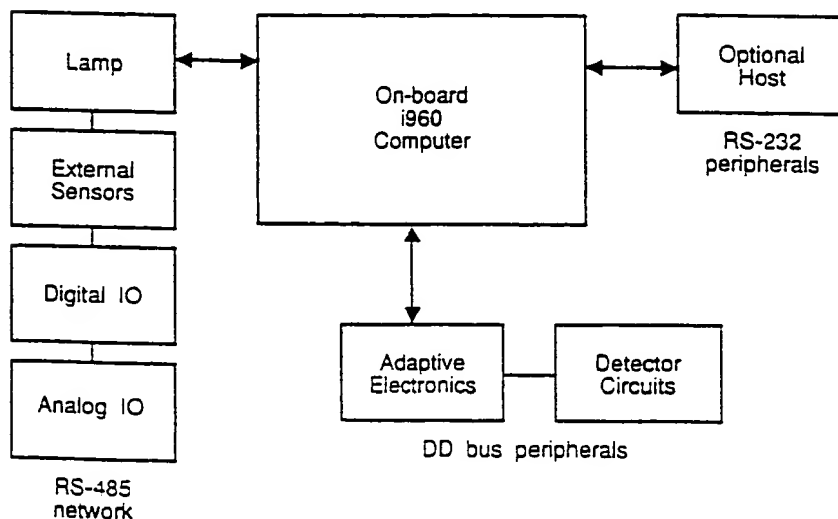 Lamp
External
Sensors
Digital IO
Analog IO
RS-485
network
On-board
i960
Computer
Optional
Host
RS-232
peripherals
Adaptive
Electronics
Detector
Circuits
DD bus peripherals